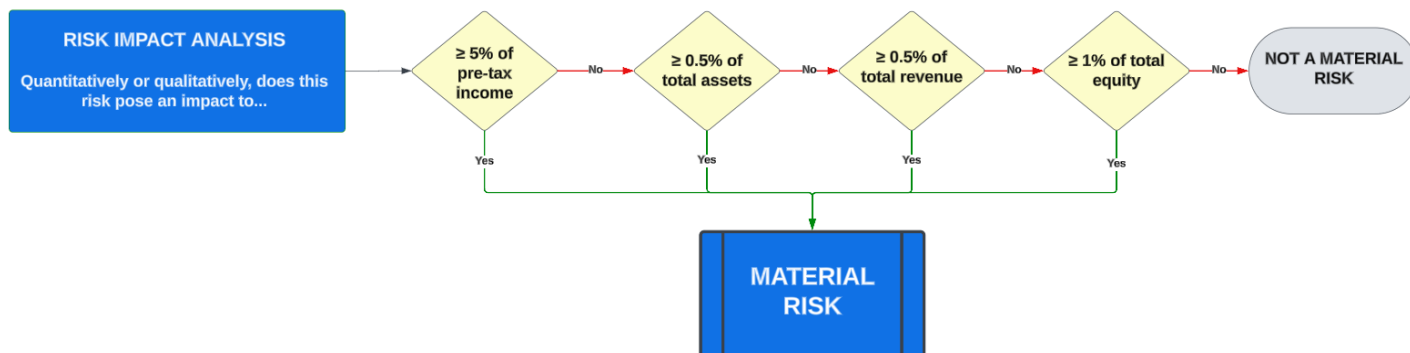 RISK IMPACT ANALYSIS
Quantitatively or qualitatively, does this
risk pose an impact to...
≥ 5% of
pre-tax
income
No
≥ 0.5% of
total assets
No
≥ 0.5% of
total revenue
No
≥ 1% of total
equity
No
NOT A MATERIAL
RISK
Yes
Yes
Yes
Yes
MATERIAL
RISK